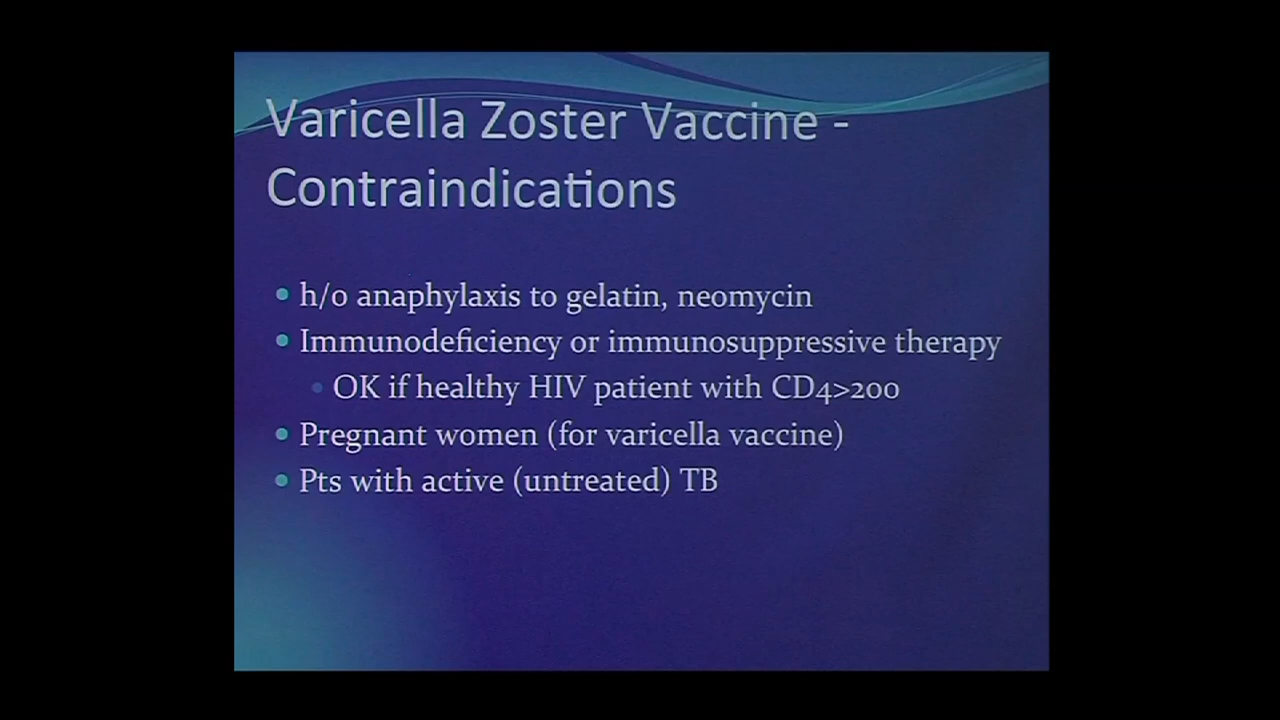 Varicella Zoster Vaccine -
Contraindications
h/o anaphylaxis to gelatin, neomycin
Immunodeficiency or immunosuppressive therapy
OK if healthy HIV patient with CD4>200
Pregnant women (for varicella vaccine)
Pts with active (untreated) TB